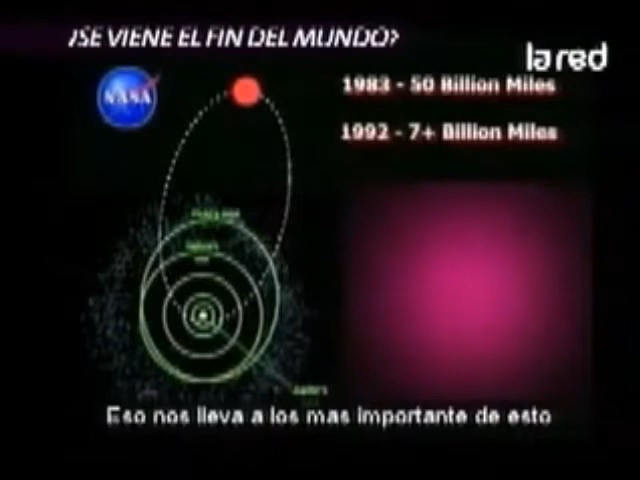 ¿SE VIENE EL FIN DEL MUNDO?
la red
NASA
1983 - 50 Billion Miles
1992 - 7+ Billion Miles
Eso nos lleva a los mas importante de esto